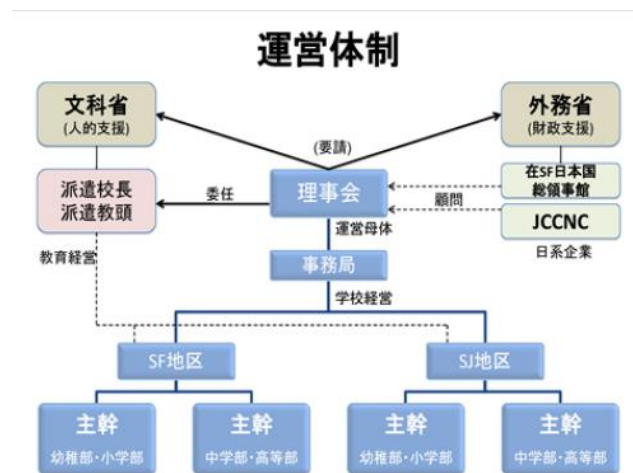 運営体制
文科省
(人的支援)
外務省
(財政支援)
(要請)
派遣校長
派遣教頭
委任
理事会
在SF日本国
総領事館
顧問
JCCNC
日系企業
運営母体
教育経営
事務局
学校経営
SF地区
SJ地区
主幹
幼稚部・小学部
主幹
中学部・高等部
主幹
幼稚部・小学部
主幹
中学部・高等部